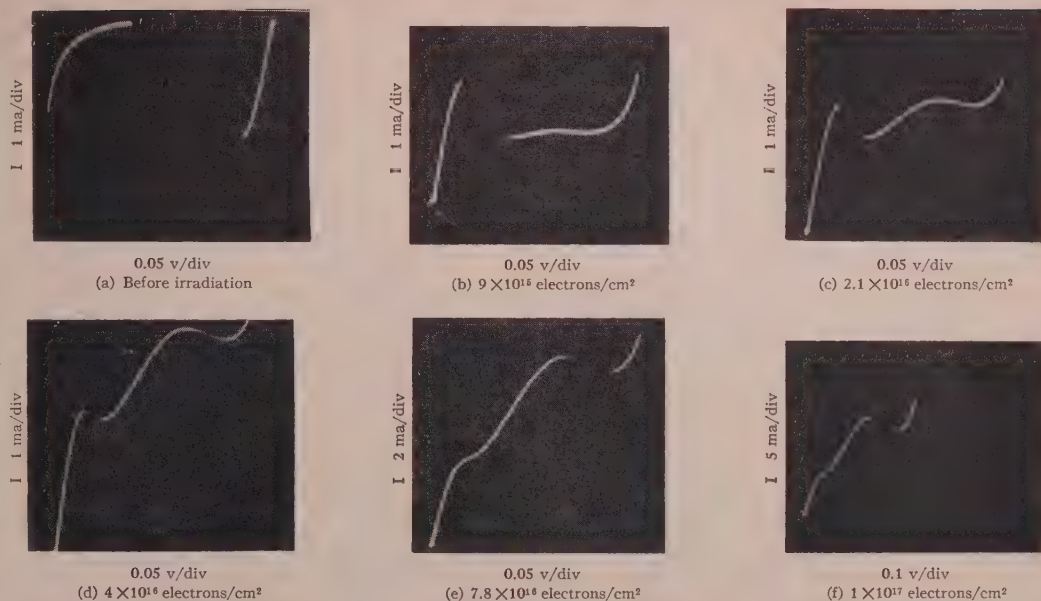 I 1 ma/div
0.05 v/div
(a) Before irradiation
I 1 ma/div
0.05 v/div
(b) 9 ×10¹⁵ electrons/cm²
I 1 ma/div
0.05 v/div
(c) 2.1 ×10¹⁶ electrons/cm²
I 1 ma/div
0.05 v/div
(d) 4 ×10¹⁶ electrons/cm²
I 2 ma/div
0.05 v/div
(e) 7.8 ×10¹⁶ electrons/cm²
I 5 ma/div
0.1 v/div
(f) 1 ×10¹⁷ electrons/cm²